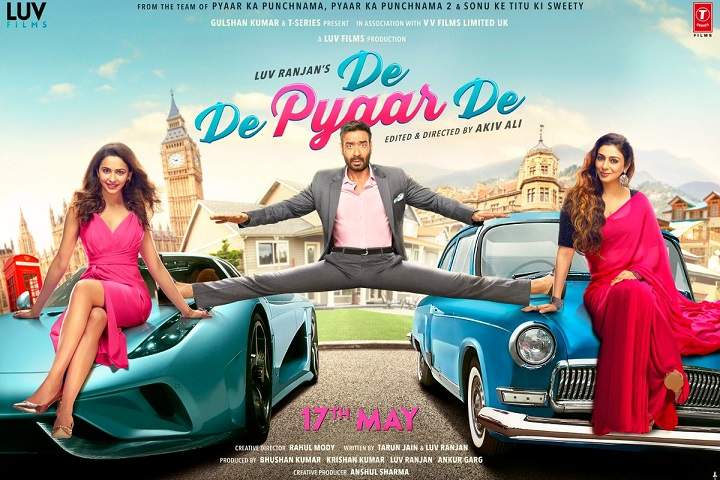 LUV
FILMS
FROM THE TEAM OF PYAAR KA PUNCHNAMA, PYAAR KA PUNCHNAMA 2 & SONU KE TITU KI SWEETY
GULSHAN KUMAR & T-SERIES PRESENT IN ASSOCIATION WITH V V FILMS LIMITED UK
A LUV FILMS PRODUCTION
T-SERIES
FILMS
LUV RANJAN'S
De
De Pyaar De
EDITED & DIRECTED BY AKIV ALI
17TH MAY
CREATIVE DIRECTOR RAHUL MODY WRITTEN BY TARUN JAIN & LUV RANJAN
PRODUCED BY BHUSHAN KUMAR KRISHAN KUMAR LUV RANJAN ANKUR GARG
CREATIVE PRODUCER ANSHUL SHARMA